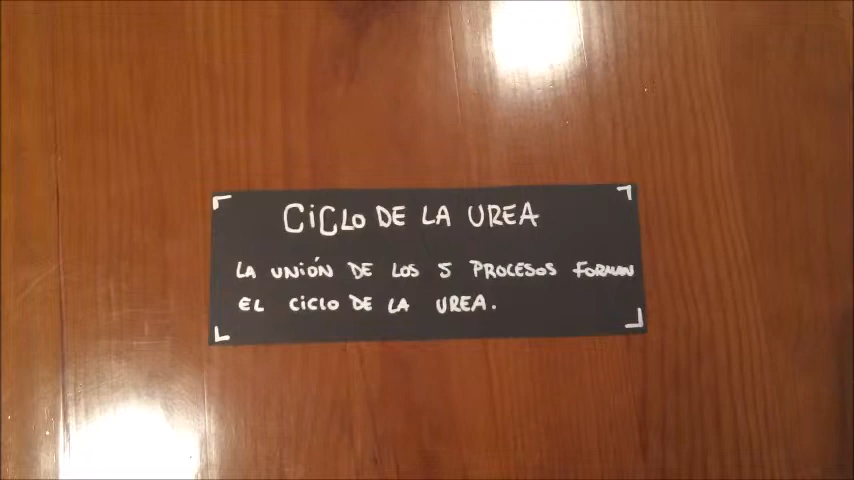 CiCLo DE LA UREA
LA UNiÓN DE LOS 5 PROCESOS FORMAN
EL CiCLO DE LA UREA.